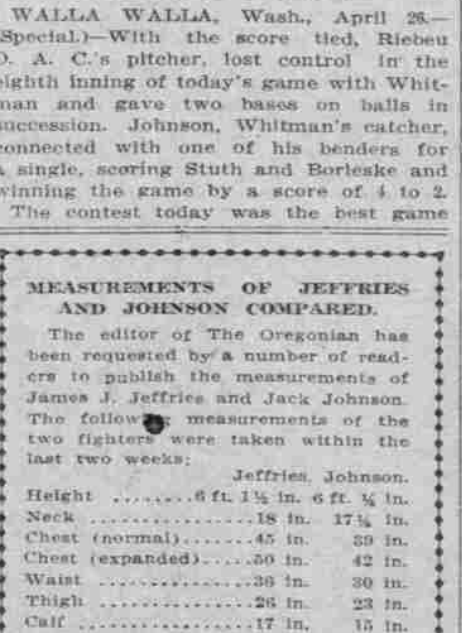 WALLA WALLA, Wash., April 26.—
(Special.)—With the score tied, Rieben
O. A. C.'s pitcher, lost control in the
eighth inning of today's game with Whit-
man and gave two bases on balls in
succession. Johnson, Whitman's catcher,
connected with one of his benders for
a single, scoring Stuth and Borleske and
winning the game by a score of 4 to 2.
The contest today was the best game
MEASUREMENTS OF JEFFRIES
AND JOHNSON COMPARED.
The editor of The Oregonian has
been requested by a number of read-
ers to publish the measurements of
James J. Jeffries and Jack Johnson.
The following measurements of the
two fighters were taken within the
last two weeks:
Jeffries. Johnson.
Height ........6 ft. 1½ in. 6 ft. ¼ in.
Neck ................18 in. 17¼ in.
Chest (normal).......45 in. 39 in.
Chest (expanded).....50 in. 42 in.
Waist ...............36 in. 30 in.
Thigh ...............26 in. 23 in.
Calf ................17 in. 15 in.